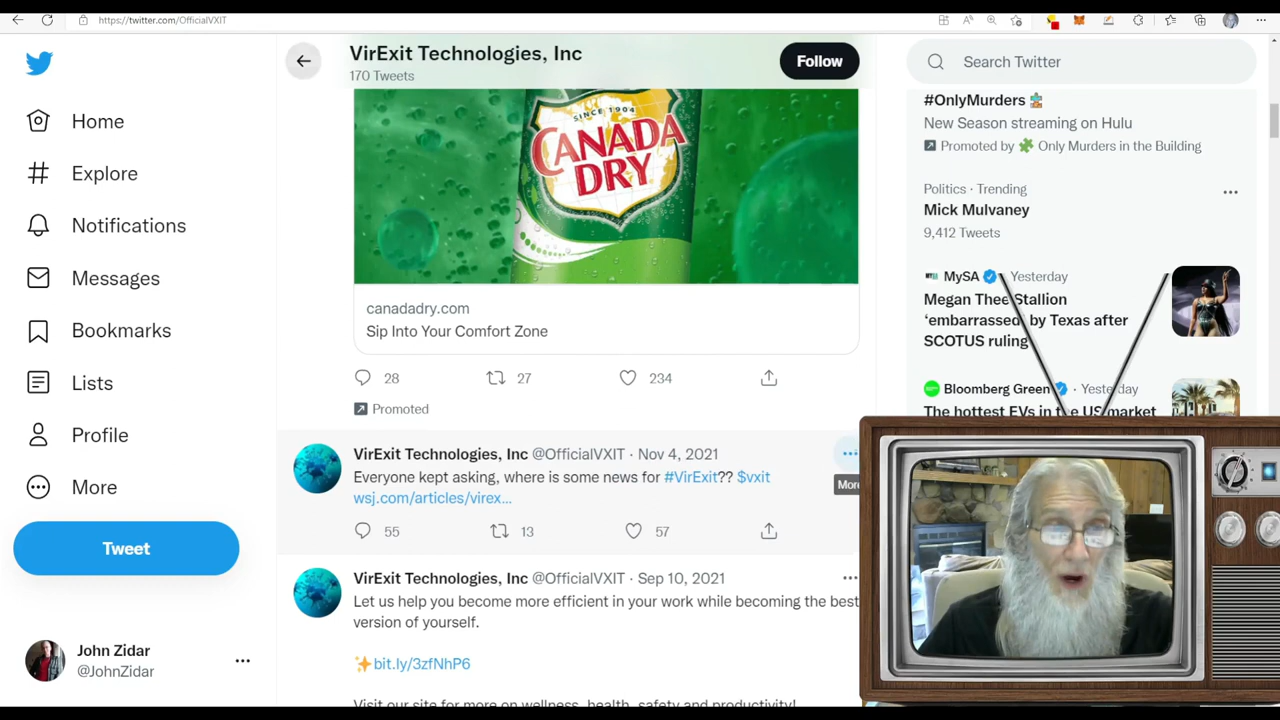 https://twitter.com/OfficialVXIT
VirExit Technologies, Inc
170 Tweets
Follow
Search Twitter
Home
Explore
Notifications
Messages
Bookmarks
Lists
Profile
More
Tweet
John Zidar
@JohnZidar
SINCE 1904
CANADA
DRY
canadadry.com
Sip Into Your Comfort Zone
28
27
234
Promoted
VirExit Technologies, Inc @OfficialVXIT · Nov 4, 2021
Everyone kept asking, where is some news for #VirExit?? $vxit
wsj.com/articles/virex...
More
55
13
57
VirExit Technologies, Inc @OfficialVXIT · Sep 10, 2021
Let us help you become more efficient in your work while becoming the best
version of yourself.
✨bit.ly/3zfNhP6
Visit our site for more on wellness, health, safety and productivity!
#OnlyMurders
New Season streaming on Hulu
Promoted by Only Murders in the Building
Politics · Trending
Mick Mulvaney
9,412 Tweets
MySA · Yesterday
Megan Thee Stallion
‘embarrassed’ by Texas after
SCOTUS ruling
Bloomberg Green · Yesterday
The hottest EVs in the US market